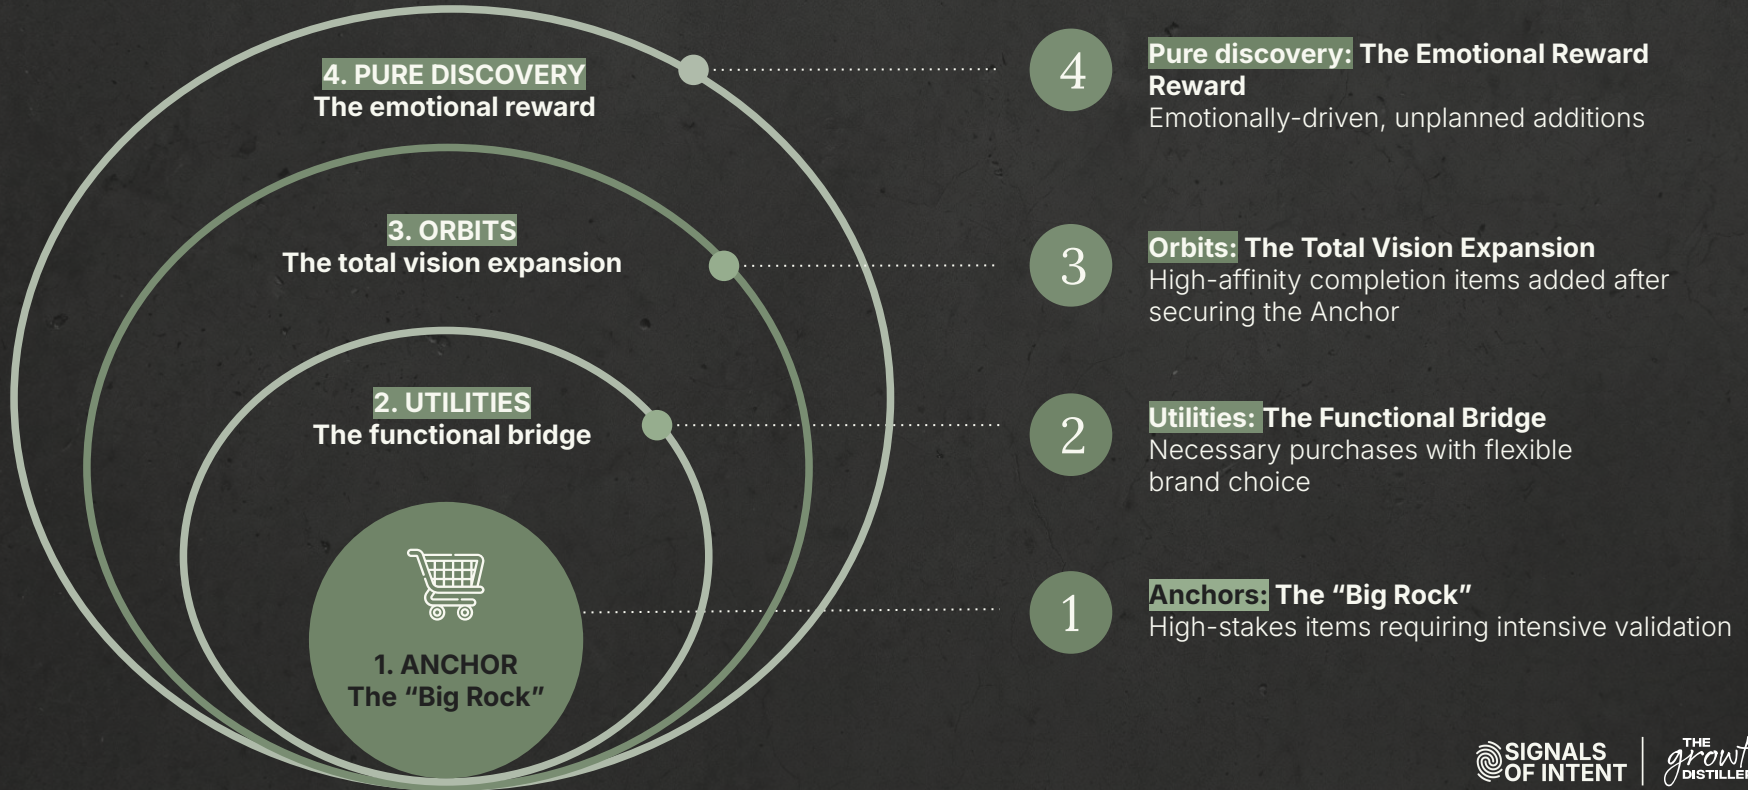 4. PURE DISCOVERY
The emotional reward
3. ORBITS
The total vision expansion
2. UTILITIES
The functional bridge
1. ANCHOR
The “Big Rock”
4
Pure discovery: The Emotional Reward
Reward
Emotionally-driven, unplanned additions
3
Orbits: The Total Vision Expansion
High-affinity completion items added after
securing the Anchor
2
Utilities: The Functional Bridge
Necessary purchases with flexible
brand choice
1
Anchors: The “Big Rock”
High-stakes items requiring intensive validation
SIGNALS
OF INTENT
THE